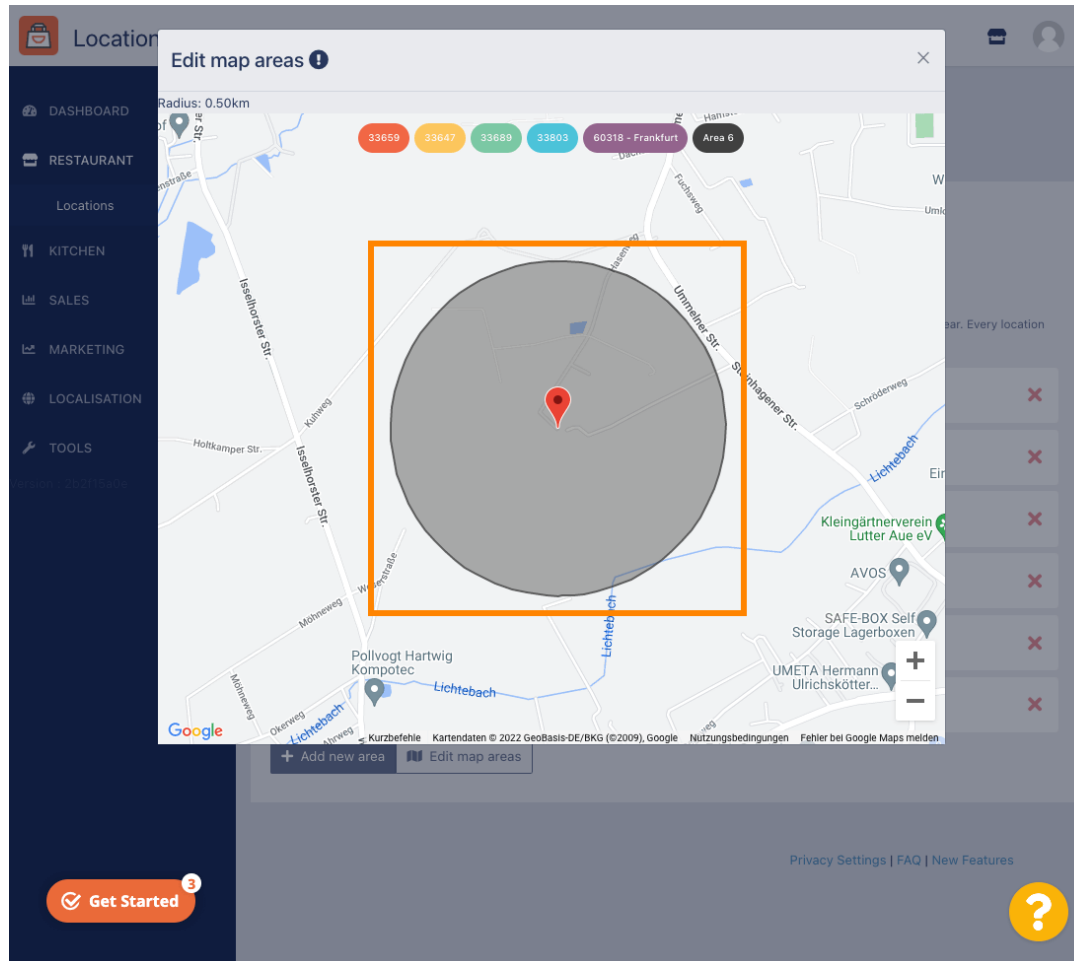 Location
Edit map areas
×
Radius: 0.50km
33659
33647
33689
33803
60318 - Frankfurt
Area 6
DASHBOARD
RESTAURANT
Locations
KITCHEN
SALES
MARKETING
LOCALISATION
TOOLS
Fuchsweg
Hasenweg
Ummelner Str.
Steinhagener Str.
Schröderweg
Isselhorster Str.
Isselhorster Str.
Kuhweg
Holtkamper Str.
Lichtebach
Kleingärtnerverein
Lutter Aue eV
AVOS
SAFE-BOX Self
Storage Lagerboxen
UMETA Hermann
Ulrichskötter...
Weberstraße
Möhneweg
Möhneweg
Lichtebach
Pollvogt Hartwig
Kompotec
Lichtebach
Okerweg
Lichtebach
Ahrweg
Google
Kurzbefehle
Kartendaten © 2022 GeoBasis-DE/BKG (©2009), Google
Nutzungsbedingungen
Fehler bei Google Maps melden
+
−
ear. Every location
+ Add new area
Edit map areas
Privacy Settings | FAQ | New Features
3
Get Started
?